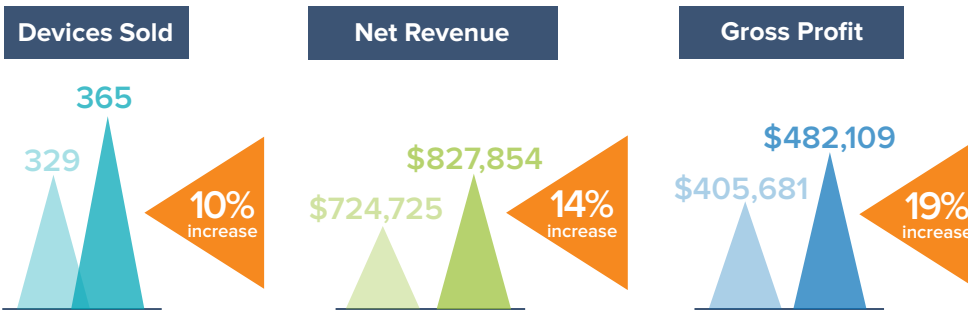 Devices Sold
365
329
10%
increase
Net Revenue
$827,854
$724,725
14%
increase
Gross Profit
$482,109
$405,681
19%
increase